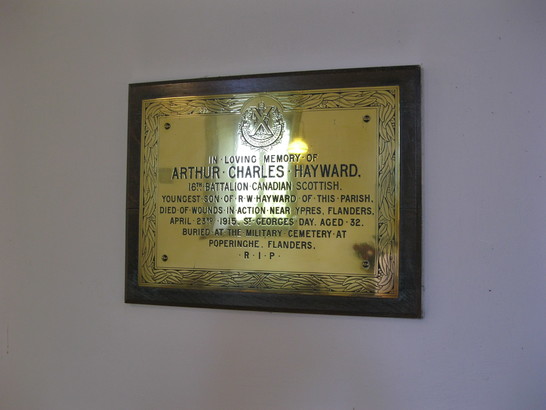 IN · LOVING · MEMORY · OF
ARTHUR · CHARLES · HAYWARD,
16TH · BATTALION · CANADIAN SCOTTISH,
YOUNGEST · SON · OF · R · W · HAYWARD, OF THIS · PARISH,
DIED OF WOUNDS · IN · ACTION · NEAR YPRES, FLANDERS,
APRIL · 23RD · 1915, ST GEORGES DAY, AGED · 32.
BURIED AT THE MILITARY CEMETERY · AT
POPERINGHE, FLANDERS.
· R · I · P ·